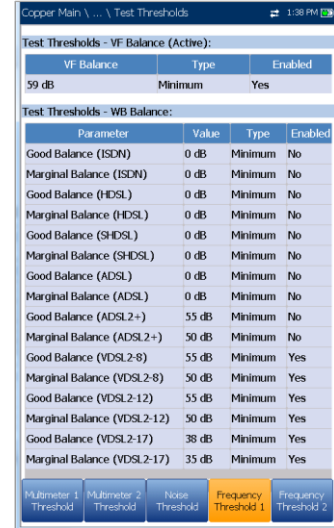 Copper Main \ ... \ Test Thresholds 1:38 PM
Test Thresholds - VF Balance (Active):
VF Balance Type Enabled
59 dB Minimum Yes
Test Thresholds - WB Balance:
Parameter Value Type Enabled
Good Balance (ISDN) 0 dB Minimum No
Marginal Balance (ISDN) 0 dB Minimum No
Good Balance (HDSL) 0 dB Minimum No
Marginal Balance (HDSL) 0 dB Minimum No
Good Balance (SHDSL) 0 dB Minimum No
Marginal Balance (SHDSL) 0 dB Minimum No
Good Balance (ADSL) 0 dB Minimum No
Marginal Balance (ADSL) 0 dB Minimum No
Good Balance (ADSL2+) 55 dB Minimum No
Marginal Balance (ADSL2+) 50 dB Minimum No
Good Balance (VDSL2-8) 55 dB Minimum Yes
Marginal Balance (VDSL2-8) 50 dB Minimum Yes
Good Balance (VDSL2-12) 55 dB Minimum Yes
Marginal Balance (VDSL2-12) 50 dB Minimum Yes
Good Balance (VDSL2-17) 38 dB Minimum Yes
Marginal Balance (VDSL2-17) 35 dB Minimum Yes
Multimeter 1 Multimeter 2 Noise Frequency Frequency
Threshold Threshold Threshold Threshold 1 Threshold 2